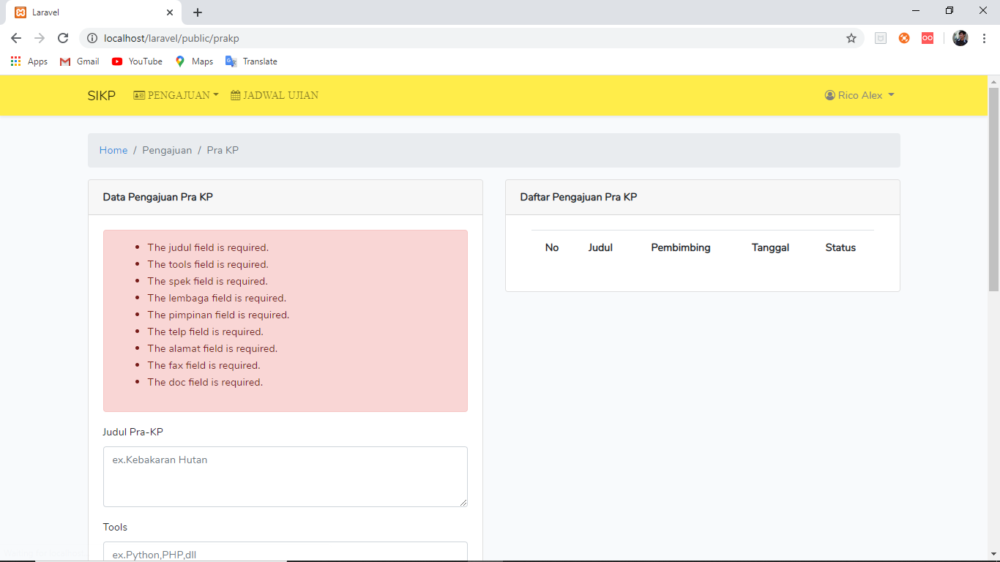 Laravel
localhost/laravel/public/prakp
Apps Gmail YouTube Maps Translate
SIKP PENGAJUAN JADWAL UJIAN Rico Alex
Home / Pengajuan / Pra KP
Data Pengajuan Pra KP
The judul field is required.
The tools field is required.
The spek field is required.
The lembaga field is required.
The pimpinan field is required.
The telp field is required.
The alamat field is required.
The fax field is required.
The doc field is required.
Judul Pra-KP
ex.Kebakaran Hutan
Tools
ex.Python,PHP,dll
Daftar Pengajuan Pra KP
No Judul Pembimbing Tanggal Status